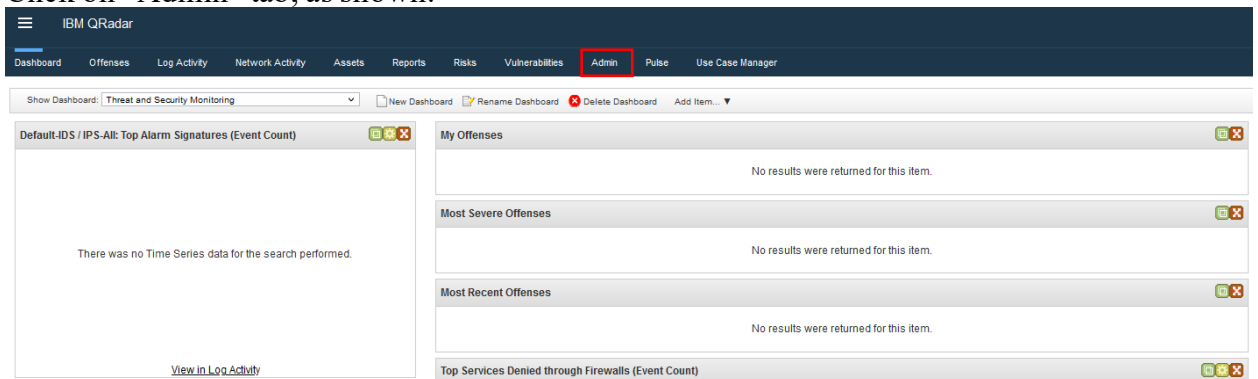 Click on "Admin" tab, as shown:
IBM QRadar
Dashboard Offenses Log Activity Network Activity Assets Reports Risks Vulnerabilities Admin Pulse Use Case Manager
Show Dashboard: Threat and Security Monitoring New Dashboard Rename Dashboard Delete Dashboard Add Item... ▼
Default-IDS / IPS-All: Top Alarm Signatures (Event Count)
There was no Time Series data for the search performed.
View in Log Activity
My Offenses
No results were returned for this item.
Most Severe Offenses
No results were returned for this item.
Most Recent Offenses
No results were returned for this item.
Top Services Denied through Firewalls (Event Count)